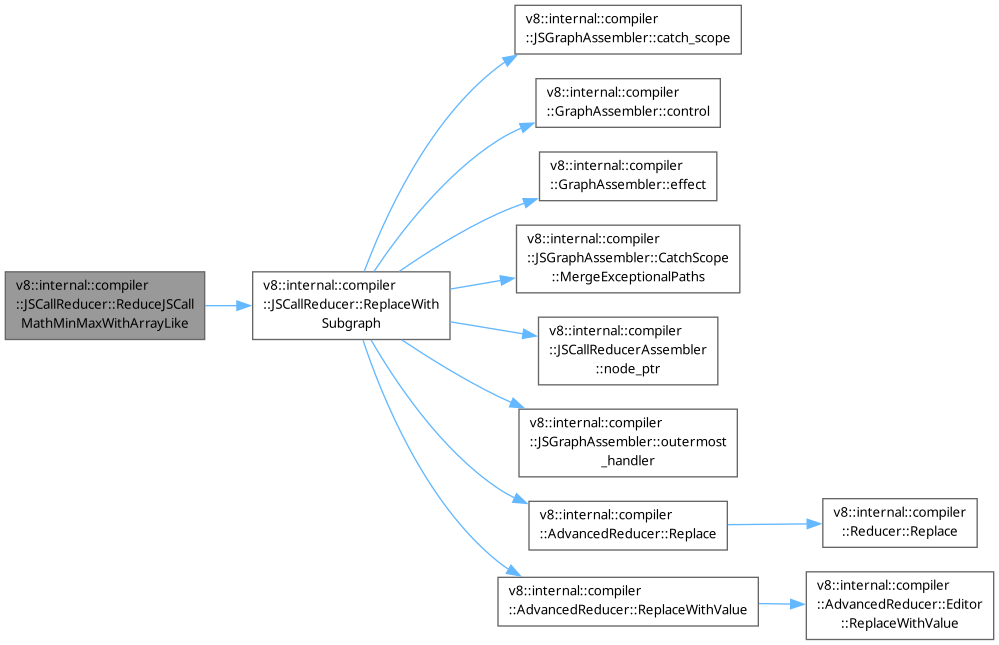 v8::internal::compiler
::JSCallReducer::ReduceJSCall
MathMinMaxWithArrayLike
v8::internal::compiler
::JSCallReducer::ReplaceWith
Subgraph
v8::internal::compiler
::JSGraphAssembler::catch_scope
v8::internal::compiler
::GraphAssembler::control
v8::internal::compiler
::GraphAssembler::effect
v8::internal::compiler
::JSGraphAssembler::CatchScope
::MergeExceptionalPaths
v8::internal::compiler
::JSCallReducerAssembler
::node_ptr
v8::internal::compiler
::JSGraphAssembler::outermost
_handler
v8::internal::compiler
::AdvancedReducer::Replace
v8::internal::compiler
::Reducer::Replace
v8::internal::compiler
::AdvancedReducer::ReplaceWithValue
v8::internal::compiler
::AdvancedReducer::Editor
::ReplaceWithValue